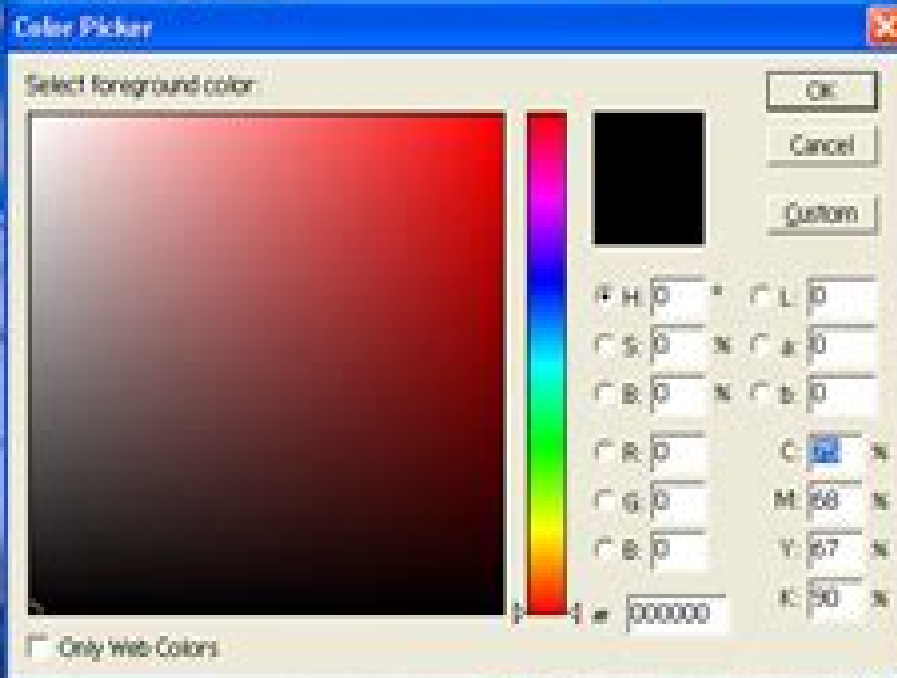 Color Picker
Select foreground color:
OK
Cancel
Custom
H: 0 °
S: 0 %
B: 0 %
R: 0
G: 0
B: 0
# 000000
L: 0
a: 0
b: 0
C: %
M: 68 %
Y: 67 %
K: 90 %
Only Web Colors